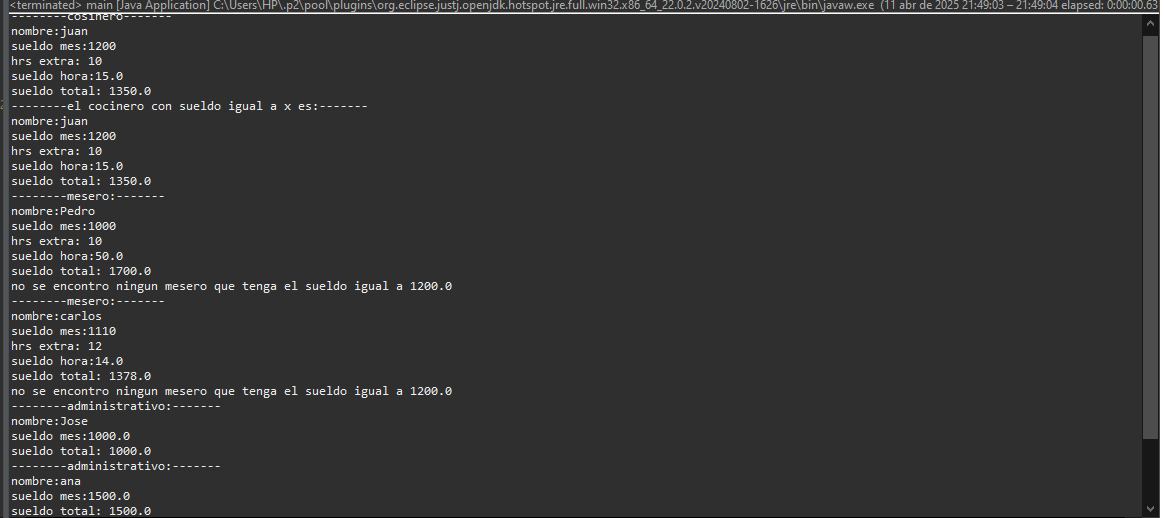 <terminated> main [Java Application] C:\Users\HP\.p2\pool\plugins\org.eclipse.justj.openjdk.hotspot.jre.full.win32.x86_64_22.0.2.v20240802-1626\jre\bin\javaw.exe (11 abr de 2025 21:49:03 – 21:49:04 elapsed: 0:00:00.63
--------cosinero-------
nombre:juan
sueldo mes:1200
hrs extra: 10
sueldo hora:15.0
sueldo total: 1350.0
--------el cocinero con sueldo igual a x es:-------
nombre:juan
sueldo mes:1200
hrs extra: 10
sueldo hora:15.0
sueldo total: 1350.0
--------mesero:-------
nombre:Pedro
sueldo mes:1000
hrs extra: 10
sueldo hora:50.0
sueldo total: 1700.0
no se encontro ningun mesero que tenga el sueldo igual a 1200.0
--------mesero:-------
nombre:carlos
sueldo mes:1110
hrs extra: 12
sueldo hora:14.0
sueldo total: 1378.0
no se encontro ningun mesero que tenga el sueldo igual a 1200.0
--------administrativo:-------
nombre:Jose
sueldo mes:1000.0
sueldo total: 1000.0
--------administrativo:-------
nombre:ana
sueldo mes:1500.0
sueldo total: 1500.0